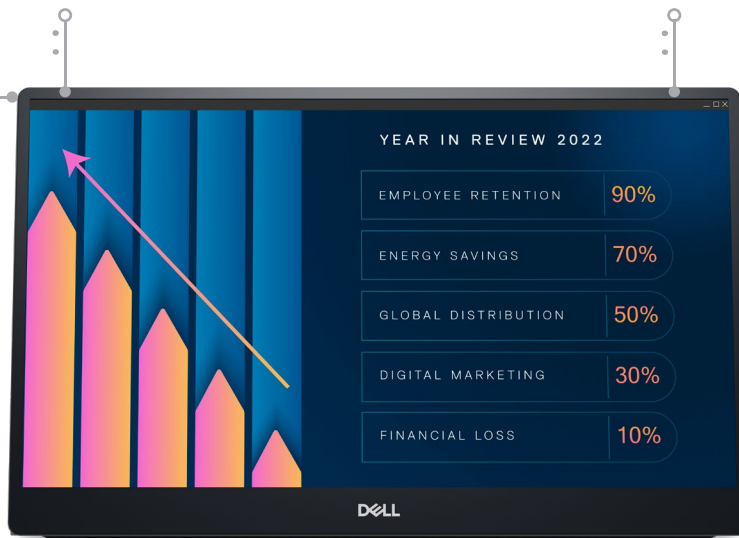 YEAR IN REVIEW 2022
EMPLOYEE RETENTION 90%
ENERGY SAVINGS 70%
GLOBAL DISTRIBUTION 50%
DIGITAL MARKETING 30%
FINANCIAL LOSS 10%
DELL